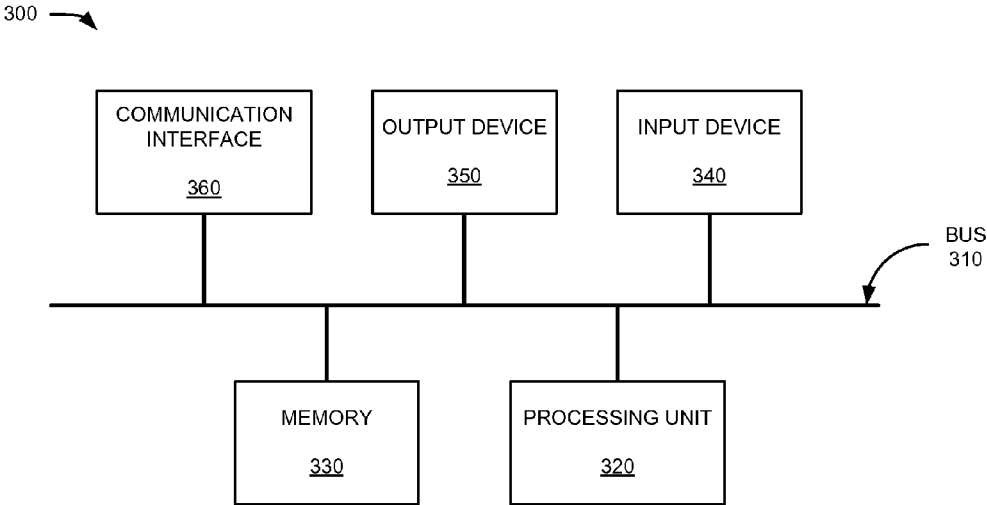 300
COMMUNICATION
INTERFACE
360
OUTPUT DEVICE
350
INPUT DEVICE
340
BUS
310
MEMORY
330
PROCESSING UNIT
320